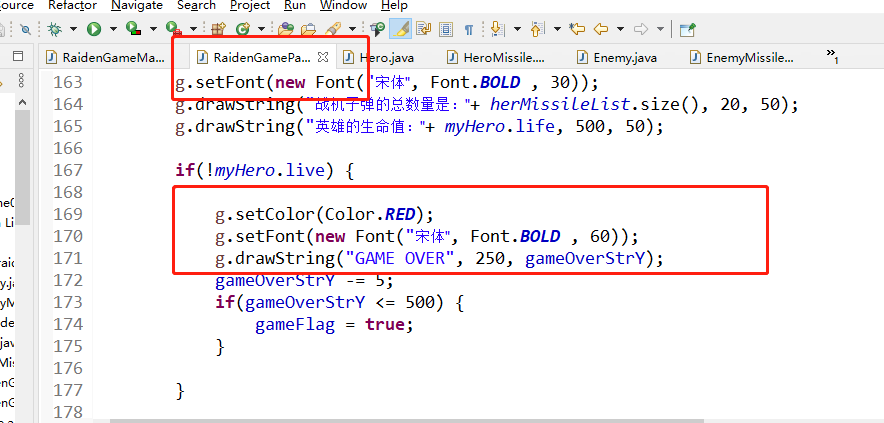 ource Refactor Navigate Search Project Run Window Help
RaidenGameMa... RaidenGamePa... Hero.java HeroMissile.java Enemy.java EnemyMissile... »1
163 g.setFont(new Font("宋体", Font.BOLD , 30));
164 g.drawString("战机子弹的总数量是："+ herMissileList.size(), 20, 50);
165 g.drawString("英雄的生命值："+ myHero.life, 500, 50);
166
167 if(!myHero.live) {
168
169 g.setColor(Color.RED);
170 g.setFont(new Font("宋体", Font.BOLD , 60));
171 g.drawString("GAME OVER", 250, gameOverStrY);
172 gameOverStrY -= 5;
173 if(gameOverStrY <= 500) {
174 gameFlag = true;
175 }
176
177 }
178